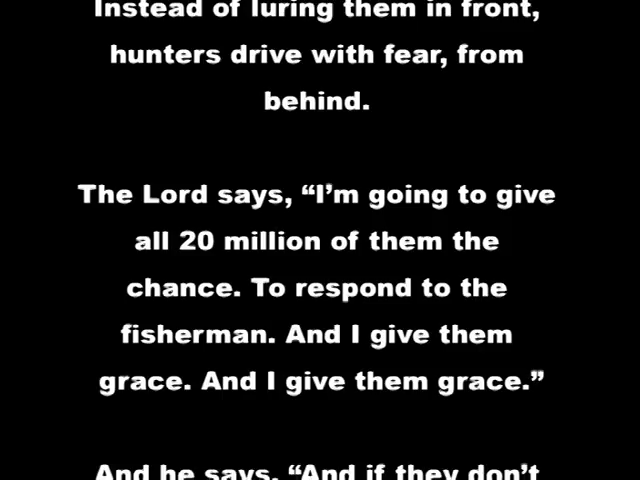 Instead of luring them in front,
hunters drive with fear, from
behind.
The Lord says, “I’m going to give
all 20 million of them the
chance. To respond to the
fisherman. And I give them
grace. And I give them grace.”
And he says, “And if they don’t